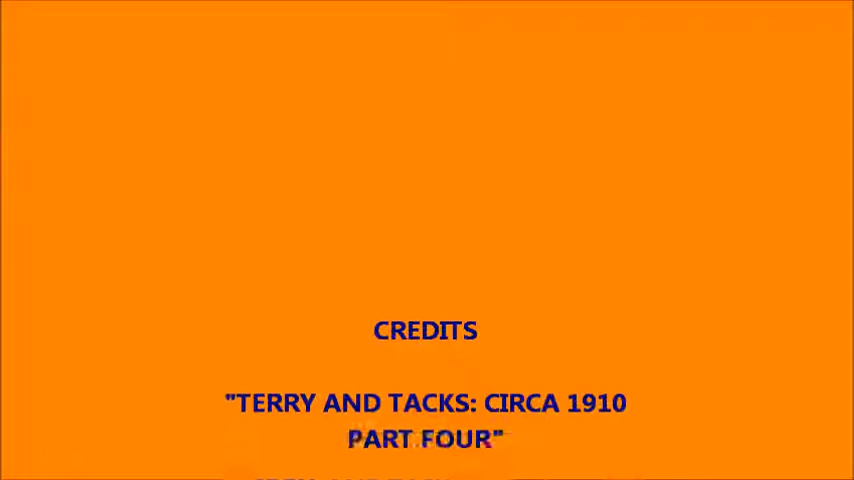 CREDITS
"TERRY AND TACKS: CIRCA 1910
PART FOUR"